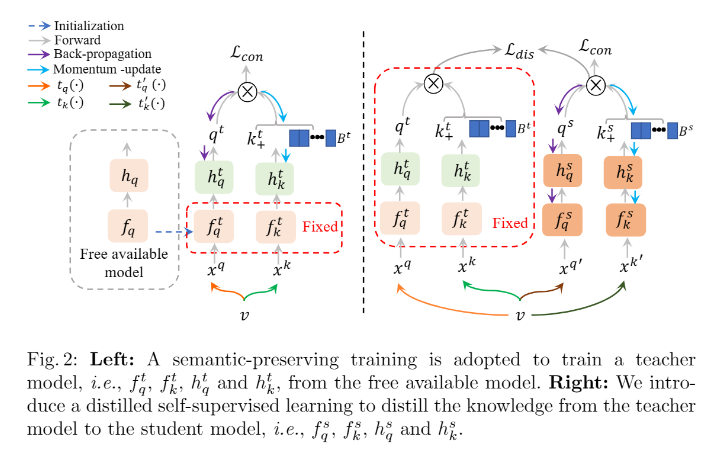 Initialization
Forward
Back-propagation
Momentum -update
t_q(·) t′_q(·)
t_k(·) t′_k(·)
h_q
f_q
Free available
model
L_con
q^t k^t_+ B^t
h^t_q h^t_k
f^t_q f^t_k Fixed
x^q x^k
v
L_dis L_con
q^t k^t_+ B^t q^s k^s_+ B^s
h^t_q h^t_k h^s_q h^s_k
f^t_q f^t_k Fixed f^s_q f^s_k
x^q x^k x^q′ x^k′
v
Fig. 2: Left: A semantic-preserving training is adopted to train a teacher
model, i.e., f^t_q, f^t_k, h^t_q and h^t_k, from the free available model. Right: We intro-
duce a distilled self-supervised learning to distill the knowledge from the teacher
model to the student model, i.e., f^s_q, f^s_k, h^s_q and h^s_k.